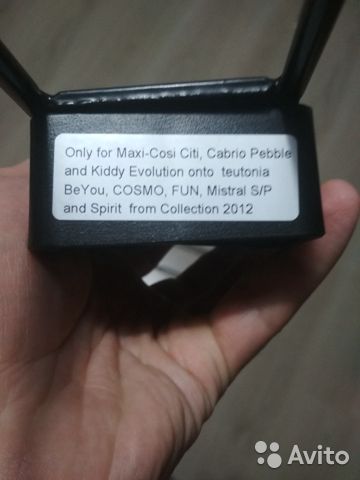 Only for Maxi-Cosi Citi, Cabrio Pebble
and Kiddy Evolution onto teutonia
BeYou, COSMO, FUN, Mistral S/P
and Spirit from Collection 2012
Avito